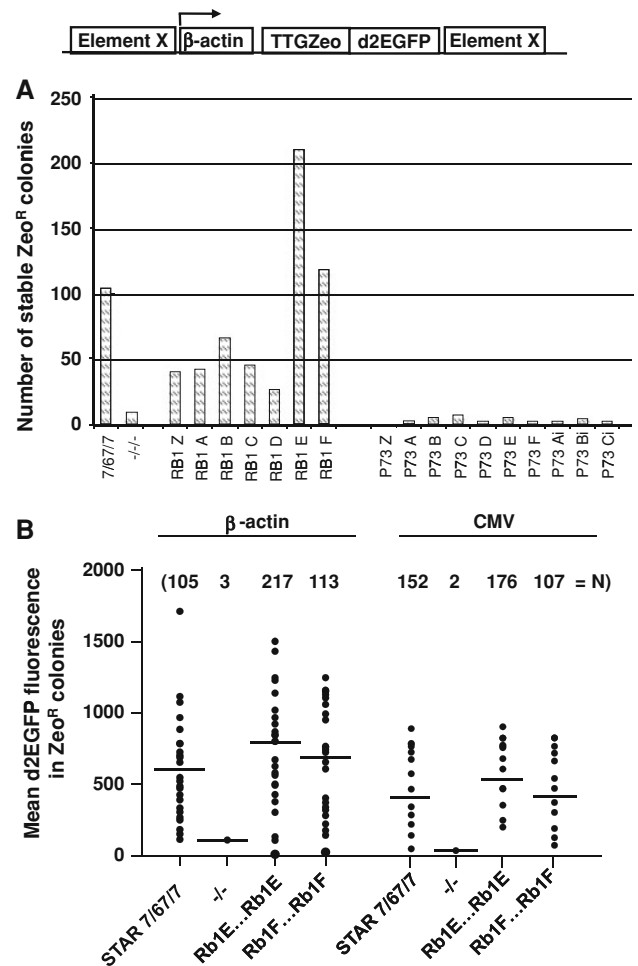 Element X β-actin TTGZeo d2EGFP Element X
A
Number of stable Zeo^R colonies
250
200
150
100
50
0
7/67/7 -/-/- RB1 Z RB1 A RB1 B RB1 C RB1 D RB1 E RB1 F P73 Z P73 A P73 B P73 C P73 D P73 E P73 F P73 Ai P73 Bi P73 Ci
B
β-actin CMV
(105 3 217 113 152 2 176 107 = N)
Mean d2EGFP fluorescence
in Zeo^R colonies
2000
1500
1000
500
0
STAR 7/67/7 -/- Rb1E...Rb1E Rb1F...Rb1F STAR 7/67/7 -/- Rb1E...Rb1E Rb1F...Rb1F